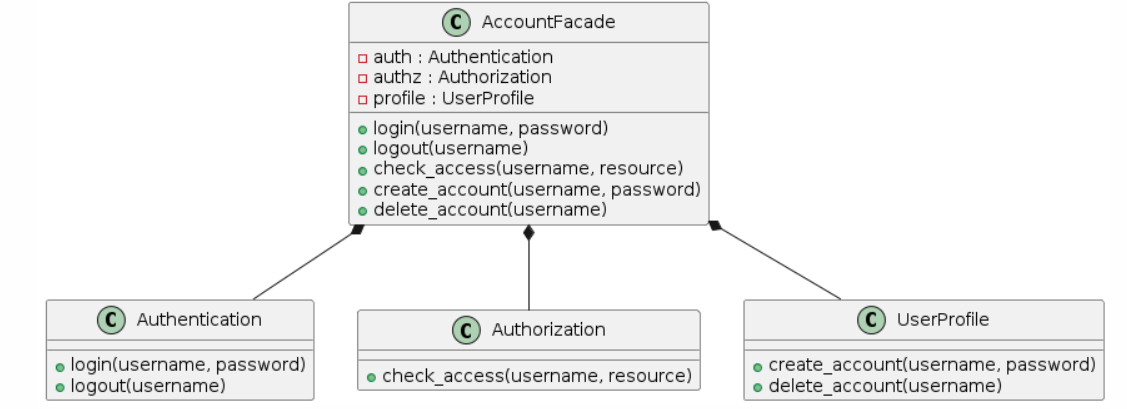 C AccountFacade
auth : Authentication
authz : Authorization
profile : UserProfile
login(username, password)
logout(username)
check_access(username, resource)
create_account(username, password)
delete_account(username)
C Authentication
login(username, password)
logout(username)
C Authorization
check_access(username, resource)
C UserProfile
create_account(username, password)
delete_account(username)